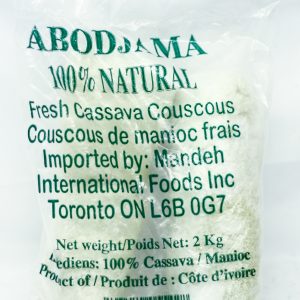 ABODJAMA
100% NATURAL
Fresh Cassava Couscous
Couscous de manioc frais
Imported by: Mandeh
International Foods Inc
Toronto ON L6B 0G7
Net weight/Poids Net: 2 Kg
ediens: 100% Cassava / Manioc
Product of / Produit de : Côte d'ivoire